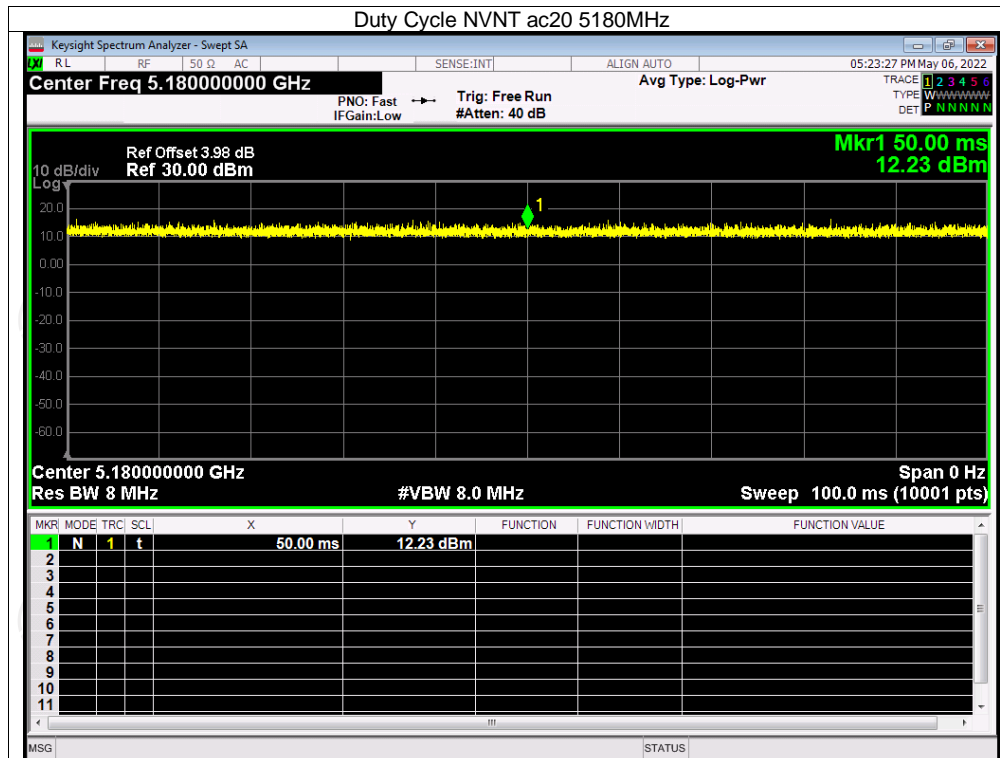 Duty Cycle NVNT ac20 5180MHz
Keysight Spectrum Analyzer - Swept SA
LXI RL RF 50 Ω AC SENSE:INT ALIGN AUTO 05:23:27 PM May 06, 2022
Center Freq 5.180000000 GHz Avg Type: Log-Pwr TRACE 1 2 3 4 5 6
PNO: Fast Trig: Free Run TYPE WWWWWW
IFGain:Low #Atten: 40 dB DET P N N N N N
Mkr1 50.00 ms
Ref Offset 3.98 dB
10 dB/div Ref 30.00 dBm 12.23 dBm
Log
1
20.0
10.0
0.00
-10.0
-20.0
-30.0
-40.0
-50.0
-60.0
Center 5.180000000 GHz Span 0 Hz
Res BW 8 MHz #VBW 8.0 MHz Sweep 100.0 ms (10001 pts)
MKR MODE TRC SCL X Y FUNCTION FUNCTION WIDTH FUNCTION VALUE
1 N 1 t 50.00 ms 12.23 dBm
2
3
4
5
6
7
8
9
10
11
MSG STATUS